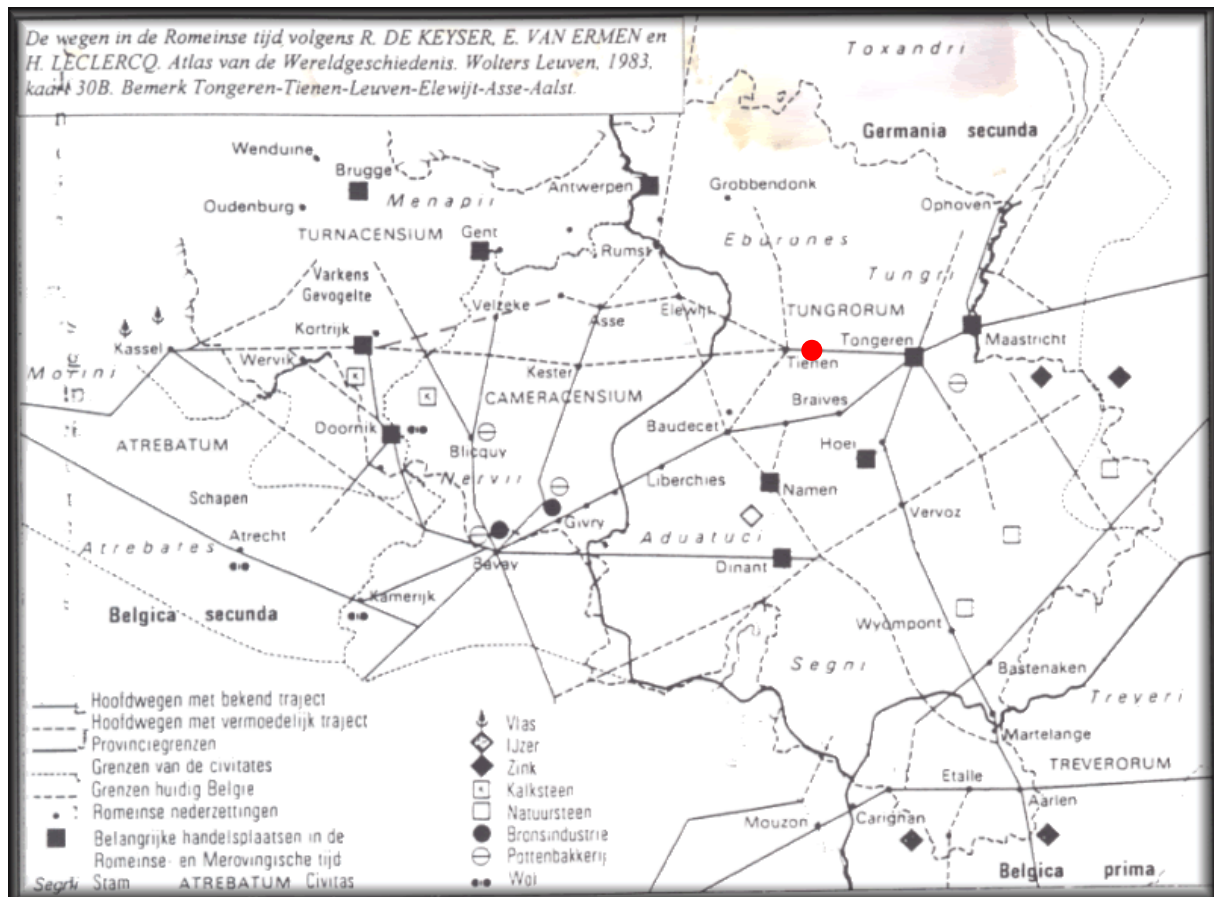 De wegen in de Romeinse tijd volgens R. DE KEYSER, E. VAN ERMEN en
H. LECLERCQ. Atlas van de Wereldgeschiedenis. Wolters Leuven, 1983,
kaart 30B. Bemerk Tongeren-Tienen-Leuven-Elewijt-Asse-Aalst.
Toxandri
Germania secunda
Wenduine
Brugge
Antwerpen
Grobbendonk
Oudenburg
Menapii
Ophoven
TURNACENSIUM
Gent
Rumst
Eburones
Tungri
Varkens
Gevogelte
Velzeke
Asse
Elewijt
TUNGRORUM
Kortrijk
Tongeren
Maastricht
Kassel
Wervik
Tienen
Morini
Kester
CAMERACENSIUM
Braives
ATREBATUM
Doornik
Baudecet
Hoei
Blicquy
Nervii
Liberchies
Namen
Schapen
Vervoz
Givry
Atrebates
Atrecht
Aduatuci
Bavay
Dinant
Kamerijk
Belgica secunda
Wyompont
Segni
Bastenaken
Treveri
Martelange
TREVERORUM
Etalle
Aarlen
Mouzon
Carignan
Belgica prima
Hoofdwegen met bekend traject
Hoofdwegen met vermoedelijk traject
Provinciegrenzen
Grenzen van de civitates
Grenzen huidig Belgie
Romeinse nederzettingen
Belangrijke handelsplaatsen in de
Romeinse- en Merovingische tijd
Segni Stam ATREBATUM Civitas
Vlas
IJzer
Zink
Kalksteen
Natuursteen
Bronsindustrie
Pottenbakkerij
Wol